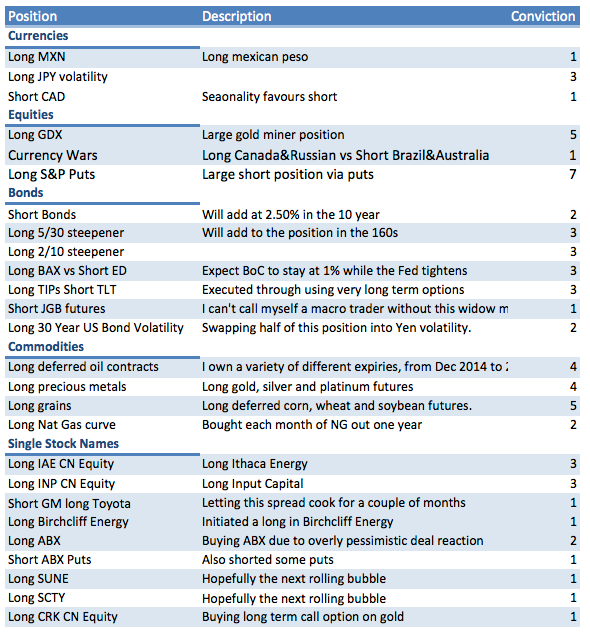 Position Description Conviction
Currencies
Long MXN Long mexican peso 1
Long JPY volatility 3
Short CAD Seaonality favours short 1
Equities
Long GDX Large gold miner position 5
Currency Wars Long Canada&Russian vs Short Brazil&Australia 1
Long S&P Puts Large short position via puts 7
Bonds
Short Bonds Will add at 2.50% in the 10 year 2
Long 5/30 steepener Will add to the position in the 160s 3
Long 2/10 steepener 3
Long BAX vs Short ED Expect BoC to stay at 1% while the Fed tightens 3
Long TIPs Short TLT Executed through using very long term options 3
Short JGB futures I can't call myself a macro trader without this widow m 1
Long 30 Year US Bond Volatility Swapping half of this position into Yen volatility. 2
Commodities
Long deferred oil contracts I own a variety of different expiries, from Dec 2014 to 4
Long precious metals Long gold, silver and platinum futures 4
Long grains Long deferred corn, wheat and soybean futures. 5
Long Nat Gas curve Bought each month of NG out one year 2
Single Stock Names
Long IAE CN Equity Long Ithaca Energy 3
Long INP CN Equity Long Input Capital 3
Short GM long Toyota Letting this spread cook for a couple of months 1
Long Birchcliff Energy Initiated a long in Birchcliff Energy 1
Long ABX Buying ABX due to overly pessimistic deal reaction 2
Short ABX Puts Also shorted some puts 1
Long SUNE Hopefully the next rolling bubble 1
Long SCTY Hopefully the next rolling bubble 1
Long CRK CN Equity Buying long term call option on gold 1